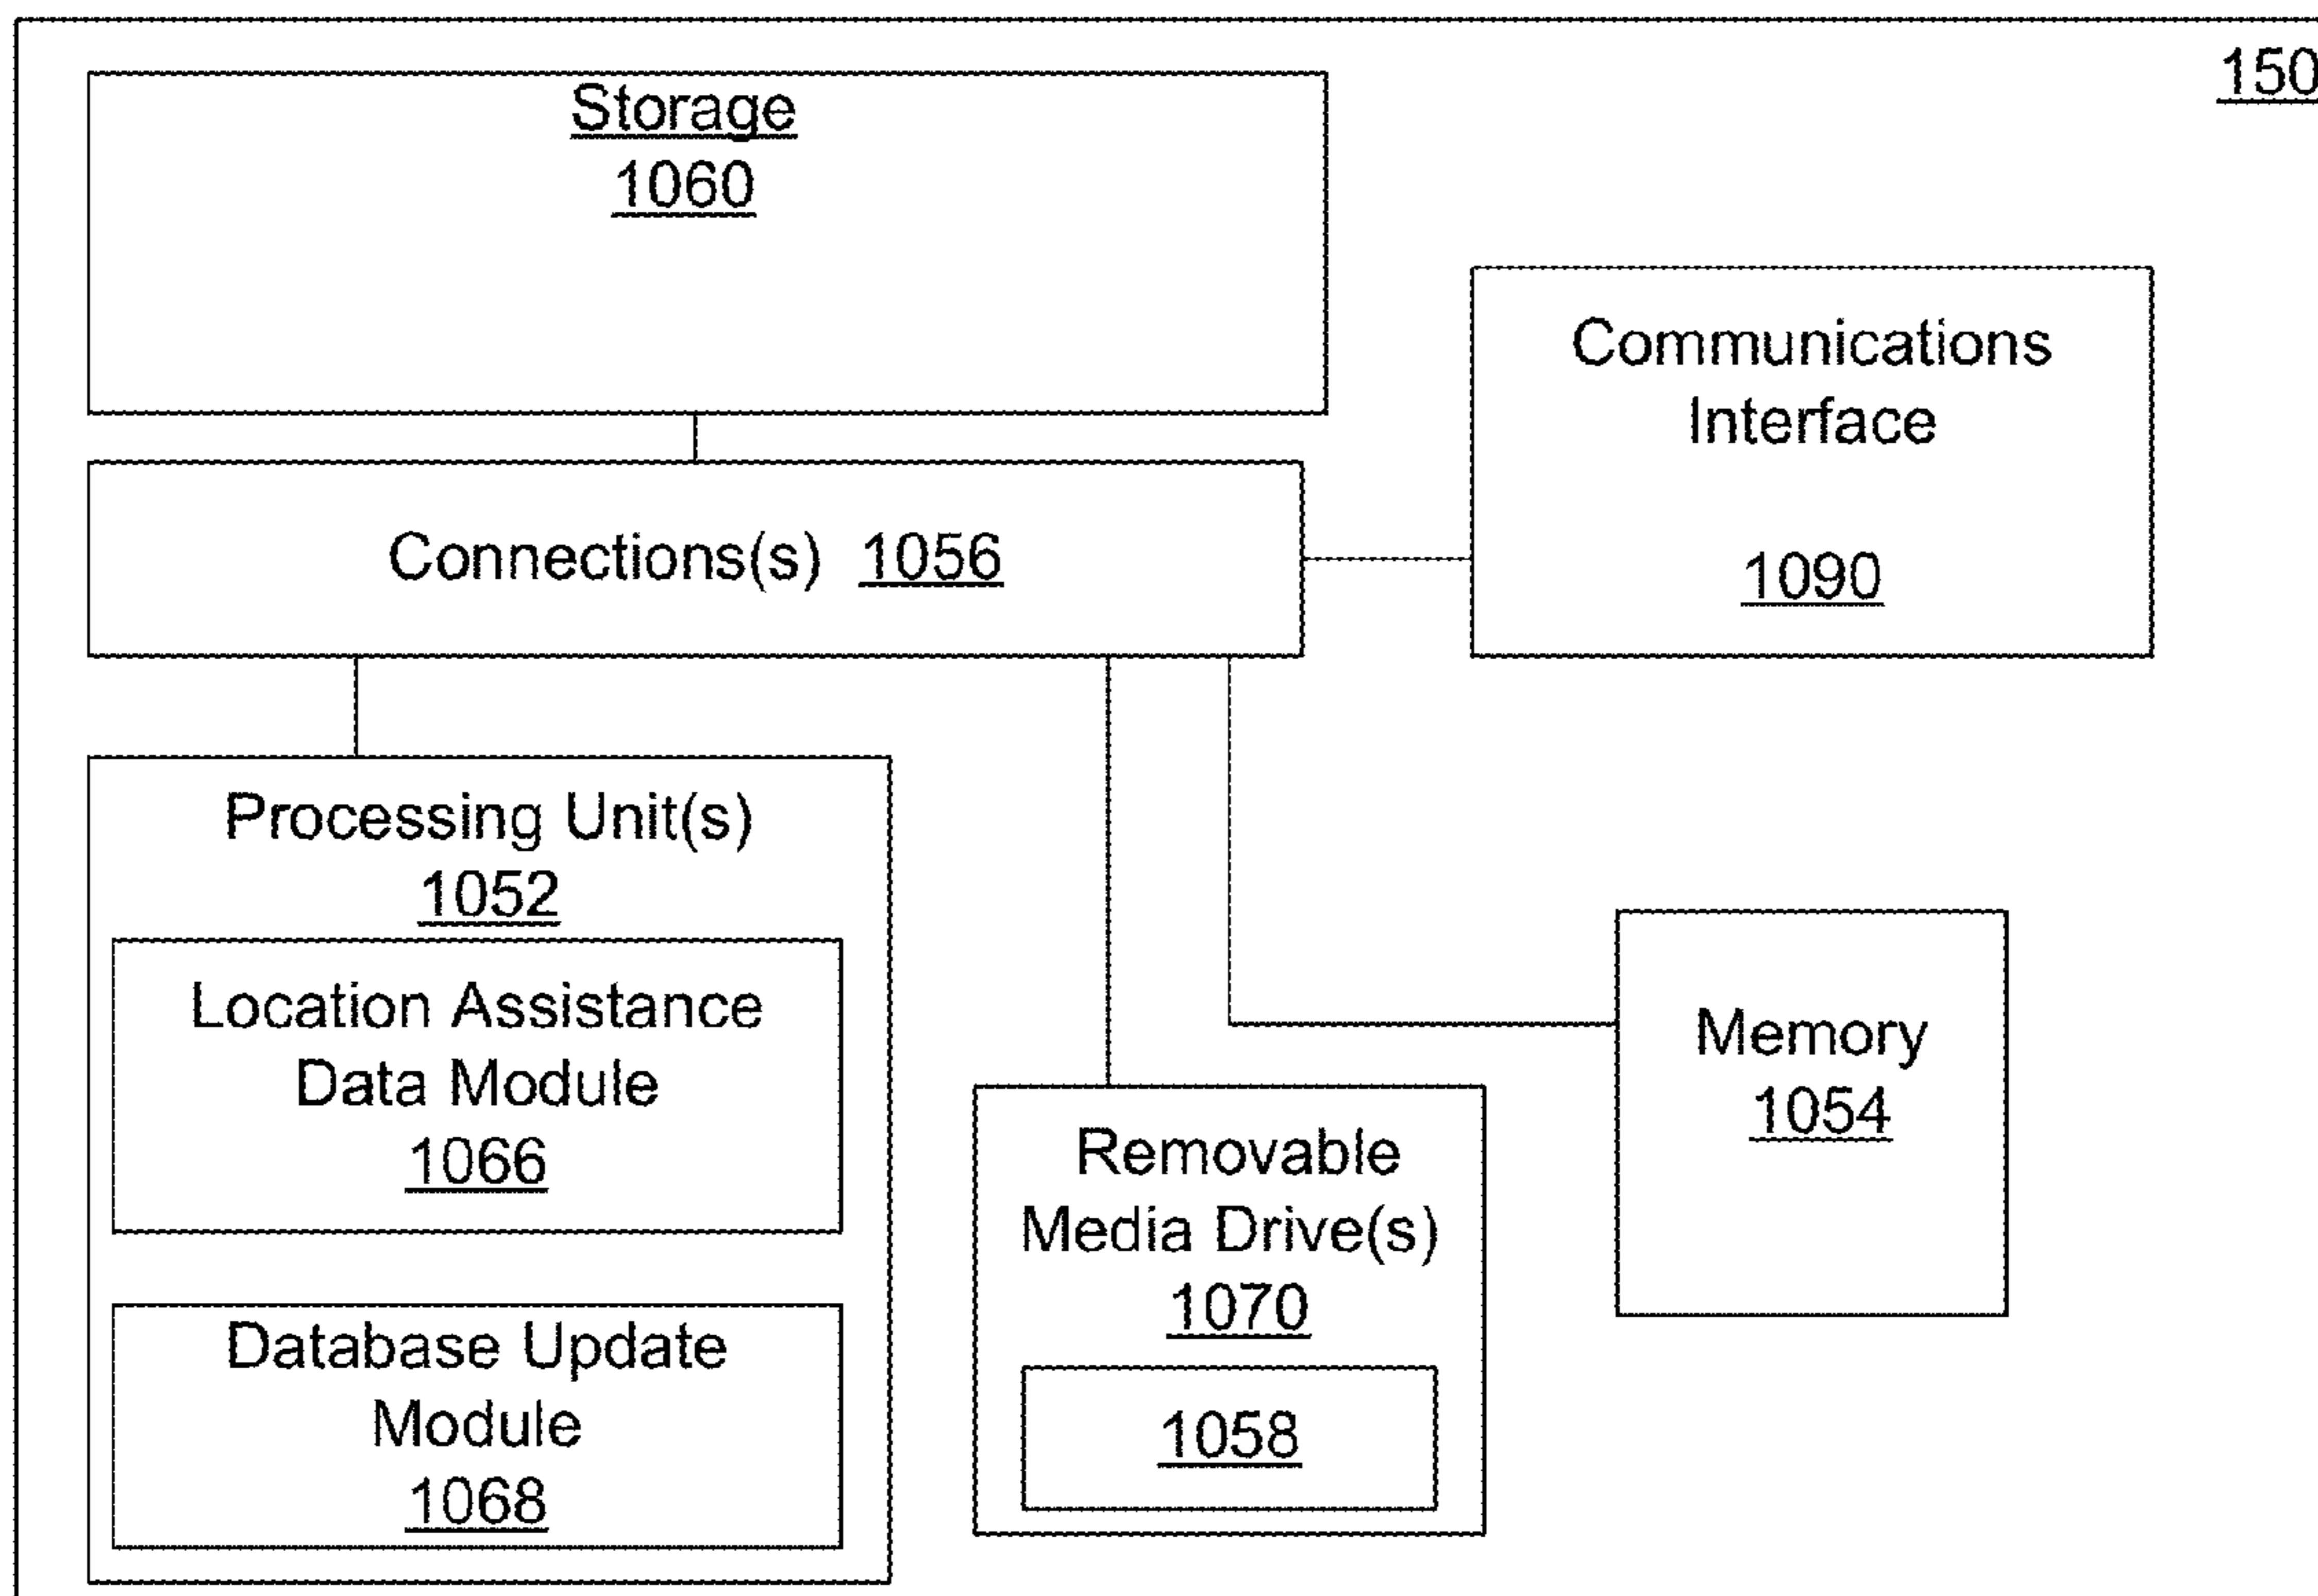 150
Storage
1060
Communications
Interface
1090
Connections(s) 1056
Processing Unit(s)
1052
Location Assistance
Data Module
1066
Database Update
Module
1068
Removable
Media Drive(s)
1070
1058
Memory
1054